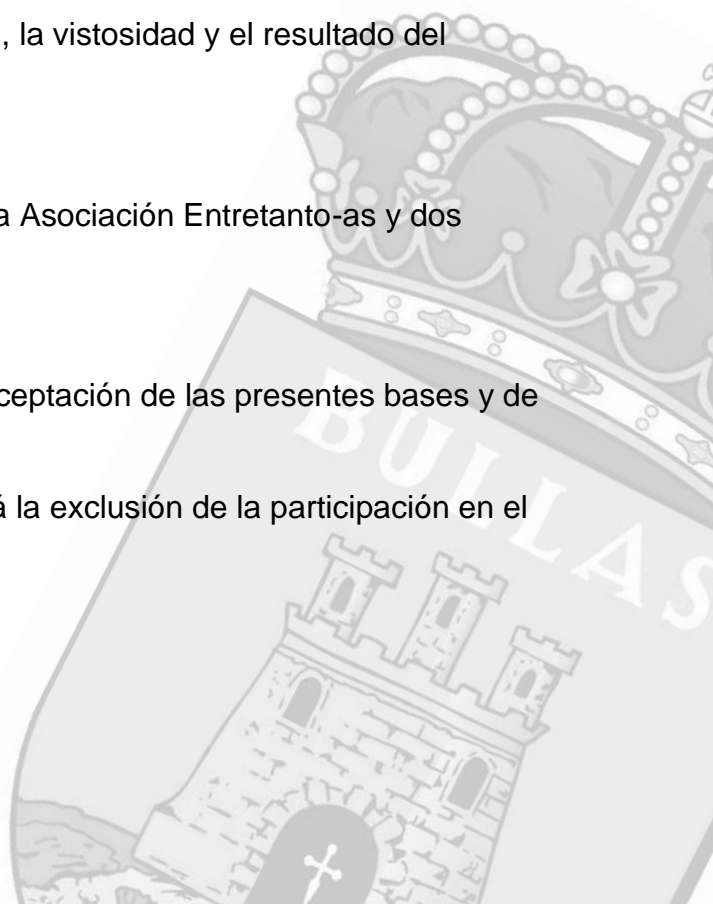 , la vistosidad y el resultado del
a Asociación Entretanto-as y dos
ceptación de las presentes bases y de
á la exclusión de la participación en el
BULLAS